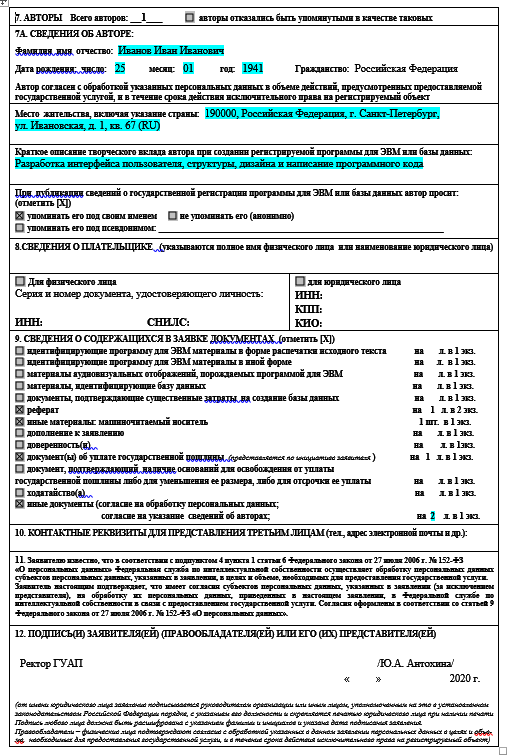 7. АВТОРЫ Всего авторов: __1___ авторы отказались быть упомянутыми в качестве таковых
7А. СВЕДЕНИЯ ОБ АВТОРЕ:
Фамилия имя отчество: Иванов Иван Иванович
Дата рождения: число: 25 месяц: 01 год: 1941 Гражданство: Российская Федерация
Автор согласен с обработкой указанных персональных данных в объеме действий, предусмотренных предоставляемой
государственной услугой, и в течение срока действия исключительного права на регистрируемый объект
Место жительства, включая указание страны: 190000, Российская Федерация, г. Санкт-Петербург,
ул. Ивановская, д. 1, кв. 67 (RU)
Краткое описание творческого вклада автора при создании регистрируемой программы для ЭВМ или базы данных:
Разработка интерфейса пользователя, структуры, дизайна и написание программного кода
При публикации сведений о государственной регистрации программы для ЭВМ или базы данных автор просит:
(отметить [X])
упоминать его под своим именем не упоминать его (анонимно)
упоминать его под псевдонимом:
8.СВЕДЕНИЯ О ПЛАТЕЛЬЩИКЕ (указываются полное имя физического лица или наименование юридического лица)
Для физического лица
Серия и номер документа, удостоверяющего личность:
ИНН: СНИЛС:
для юридического лица
ИНН:
КПП:
КИО:
9. СВЕДЕНИЯ О СОДЕРЖАЩИХСЯ В ЗАЯВКЕ ДОКУМЕНТАХ (отметить [X])
идентифицирующие программу для ЭВМ материалы в форме распечатки исходного текста на л. в 1 экз.
идентифицирующие программу для ЭВМ материалы в иной форме на л. в 1 экз.
материалы аудиовизуальных отображений, порождаемых программой для ЭВМ на л. в 1 экз.
материалы, идентифицирующие базу данных на л. в 1 экз.
документы, подтверждающие существенные затраты на создание базы данных на л. в 1 экз.
реферат на 1 л. в 2 экз.
иные материалы: машиночитаемый носитель 1 шт. в 1 экз.
дополнение к заявлению на л. в 1 экз.
доверенность(и) на л. в 1 экз.
документ(ы) об уплате государственной пошлины (представляется по инициативе заявителя) на 1 л. в 1 экз.
документ, подтверждающий наличие оснований для освобождения от уплаты
государственной пошлины либо для уменьшения ее размера, либо для отсрочки ее уплаты на л. в 1 экз.
ходатайство(а) на л. в 1 экз.
иные документы (согласие на обработку персональных данных;
согласие на указание сведений об авторах; на 2 л. в 1 экз.
10. КОНТАКТНЫЕ РЕКВИЗИТЫ ДЛЯ ПРЕДСТАВЛЕНИЯ ТРЕТЬИМ ЛИЦАМ (тел., адрес электронной почты и др.):
11. Заявителю известно, что в соответствии с подпунктом 4 пункта 1 статьи 6 Федерального закона от 27 июля 2006 г. № 152-ФЗ
«О персональных данных» Федеральная служба по интеллектуальной собственности осуществляет обработку персональных данных
субъектов персональных данных, указанных в заявлении, в целях и объеме, необходимых для предоставления государственной услуги.
Заявитель настоящим подтверждает, что имеет согласия субъектов персональных данных, указанных в заявлении (за исключением
представителя), на обработку их персональных данных, приведенных в настоящем заявлении, в Федеральной службе по
интеллектуальной собственности в связи с предоставлением государственной услуги. Согласия оформлены в соответствии со статьей 9
Федерального закона от 27 июля 2006 г. № 152-ФЗ «О персональных данных».
12. ПОДПИСЬ(И) ЗАЯВИТЕЛЯ(ЕЙ) (ПРАВООБЛАДАТЕЛЯ(ЕЙ) ИЛИ ЕГО (ИХ) ПРЕДСТАВИТЕЛЯ(ЕЙ)
Ректор ГУАП /Ю.А. Антохина/
« » 2020 г.
(от имени юридического лица заявление подписывается руководителем организации или иным лицом, уполномоченным на это в установленном
законодательством Российской Федерации порядке, с указанием его должности и скрепляется печатью юридического лица при наличии печати
Подпись любого лица должна быть расшифрована с указанием фамилии и инициалов и указана дата подписания заявления.
Правообладатели – физические лица подтверждают согласие с обработкой указанных в данном заявлении персональных данных в целях и объе
ме необходимых для предоставления государственной услуги, и в течение срока действия исключительного права на регистрируемый объект)